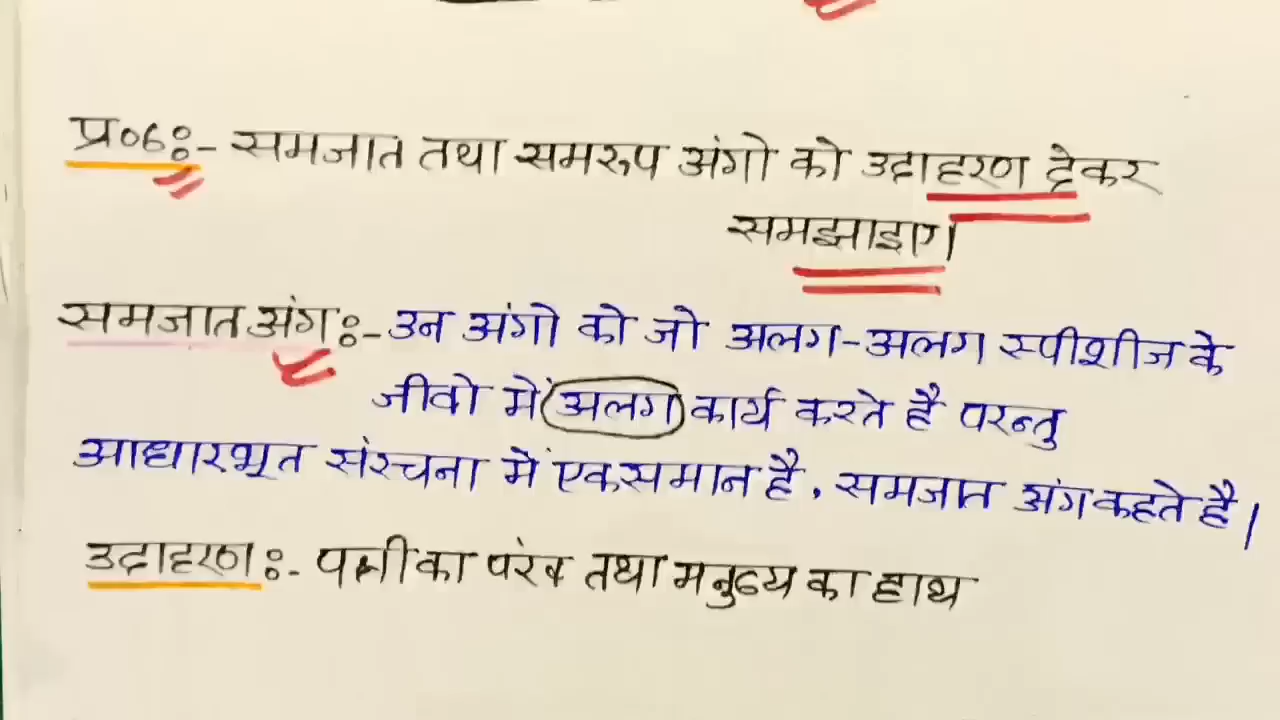 प्र०6ः- समजात तथा समरूप अंगो को उदाहरण देकर
समझाइए।
समजात अंगः- उन अंगो को जो अलग-अलग स्पीशीज के
जीवो में अलग कार्य करते है परन्तु
आधारभूत संरचना में एकसमान है, समजात अंग कहते है।
उदाहरणः- पक्षी का पंख तथा मनुष्य का हाथ